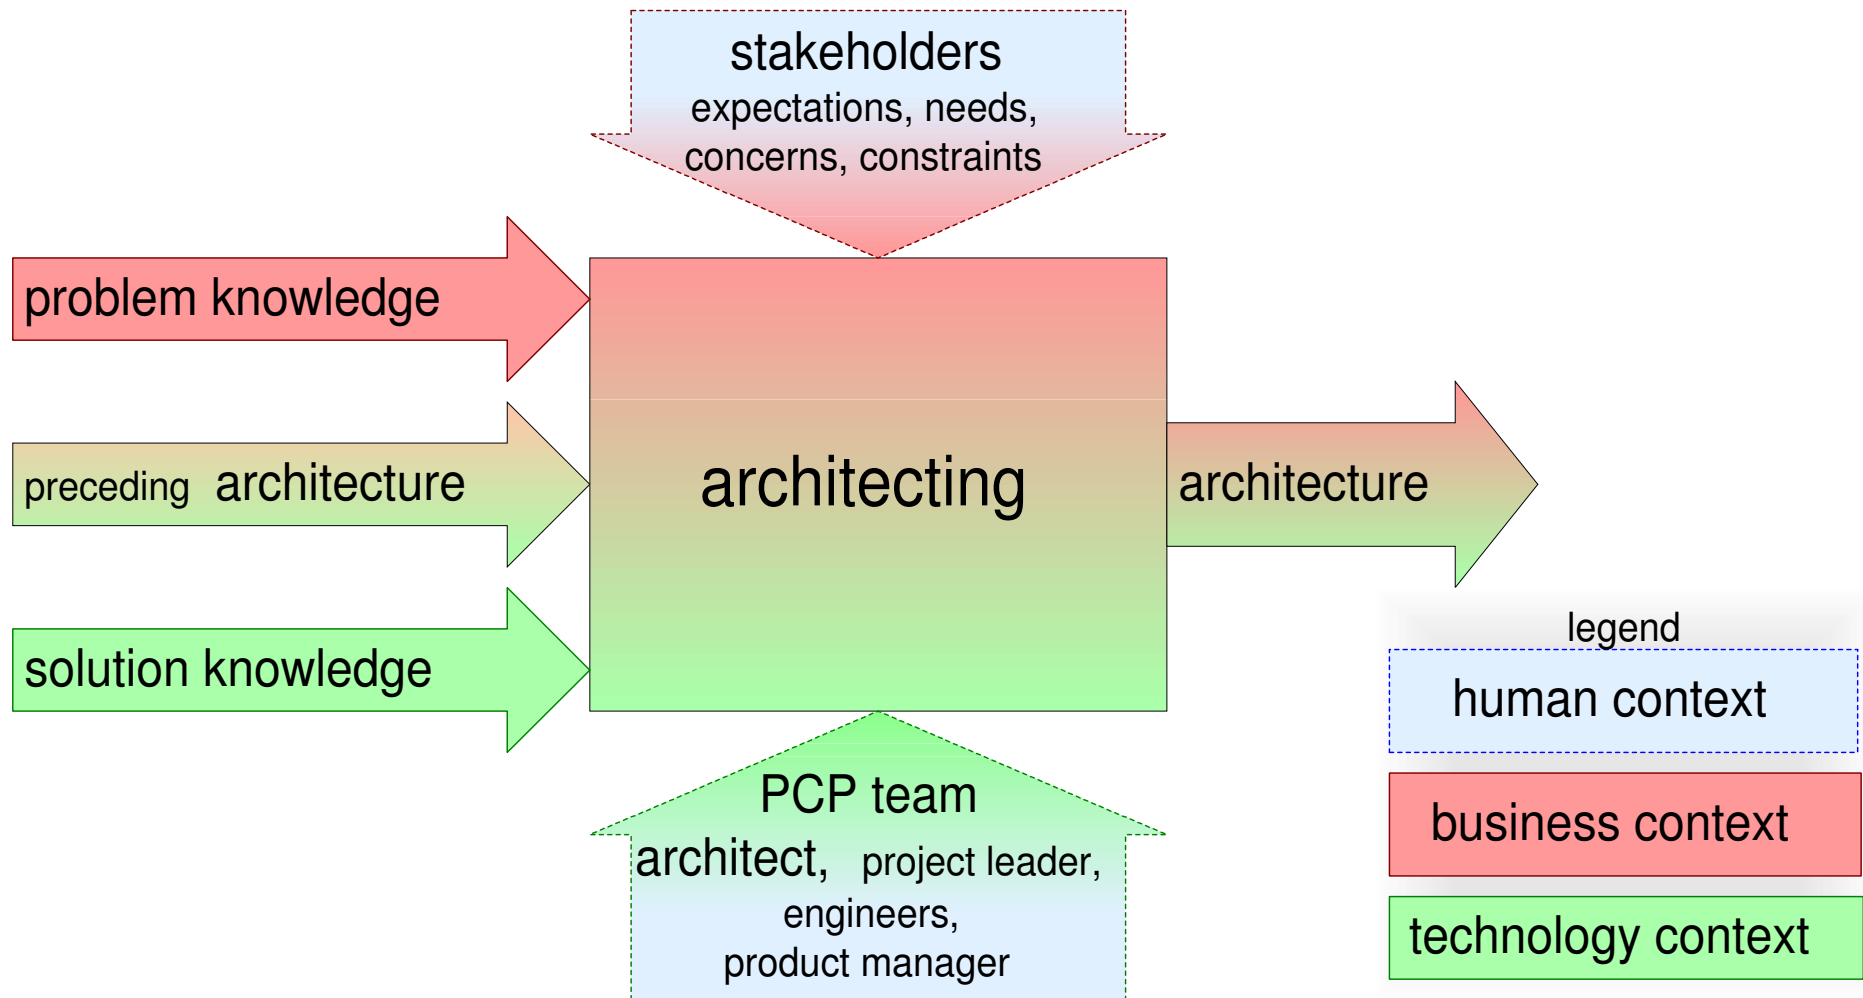 stakeholders
expectations, needs,
concerns, constraints
problem knowledge
preceding architecture
solution knowledge
architecting
architecture
PCP team
architect, project leader,
engineers,
product manager
legend
human context
business context
technology context